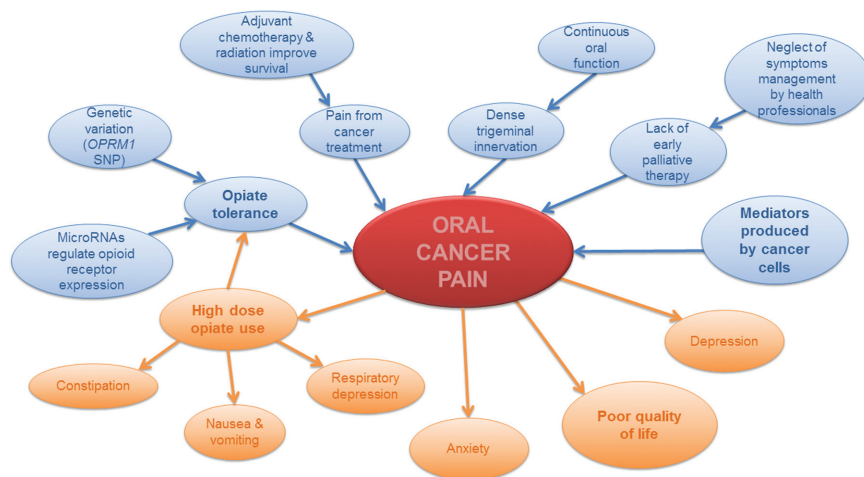 Adjuvant
chemotherapy &
radiation improve
survival
Continuous
oral
function
Neglect of
symptoms
management
by health
professionals
Genetic
variation
(OPRM1
SNP)
Pain from
cancer
treatment
Dense
trigeminal
innervation
Lack of
early
palliative
therapy
Opiate
tolerance
MicroRNAs
regulate opioid
receptor
expression
ORAL
CANCER
PAIN
Mediators
produced
by cancer
cells
High dose
opiate use
Depression
Constipation
Respiratory
depression
Nausea &
vomiting
Anxiety
Poor quality
of life